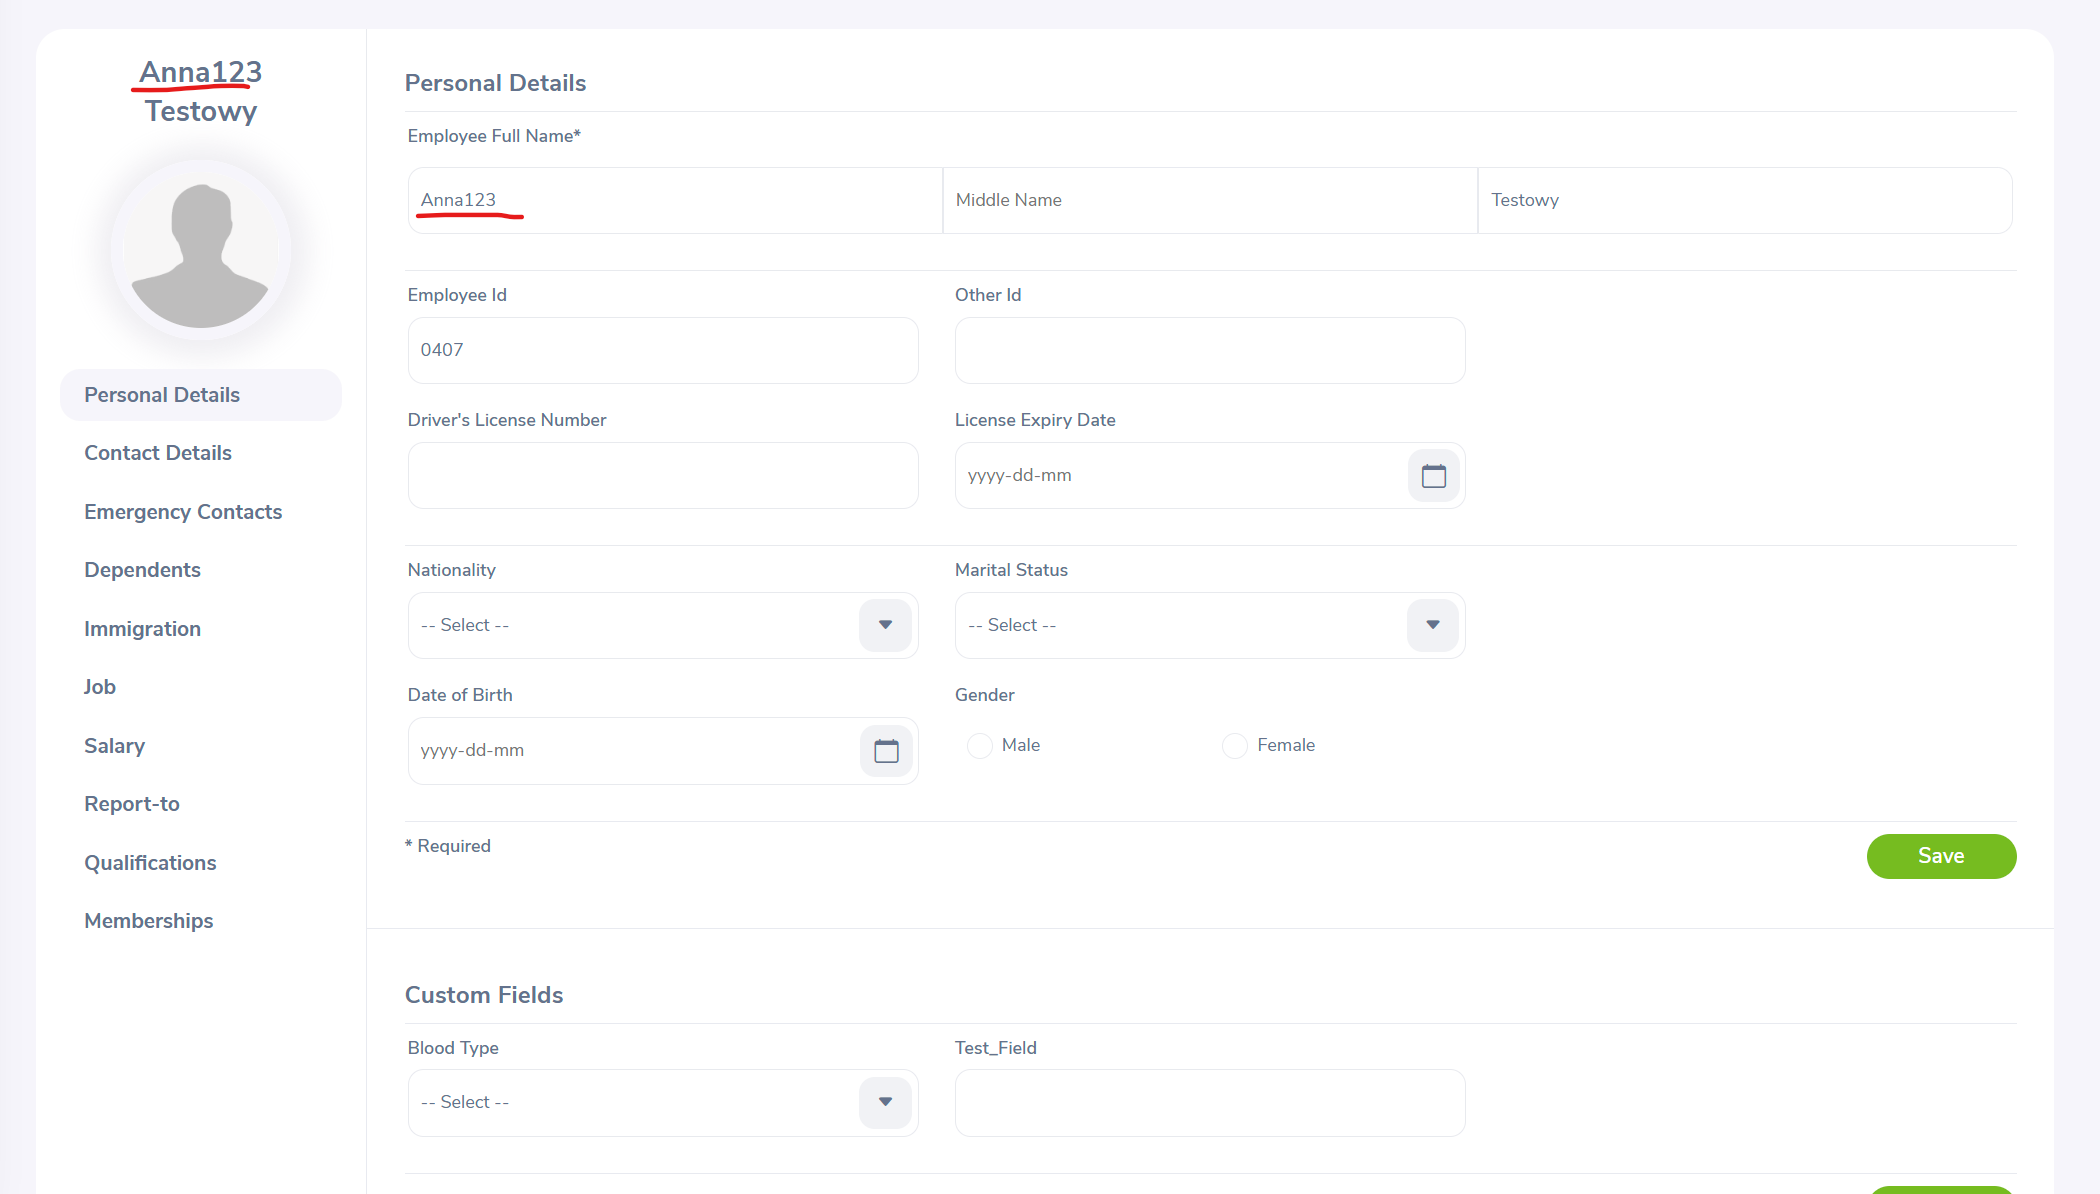 Anna123
Testowy
Personal Details
Contact Details
Emergency Contacts
Dependents
Immigration
Job
Salary
Report-to
Qualifications
Memberships
Personal Details
Employee Full Name*
Anna123 Middle Name Testowy
Employee Id Other Id
0407
Driver's License Number License Expiry Date
yyyy-dd-mm
Nationality Marital Status
-- Select -- -- Select --
Date of Birth Gender
yyyy-dd-mm Male Female
* Required Save
Custom Fields
Blood Type Test_Field
-- Select --